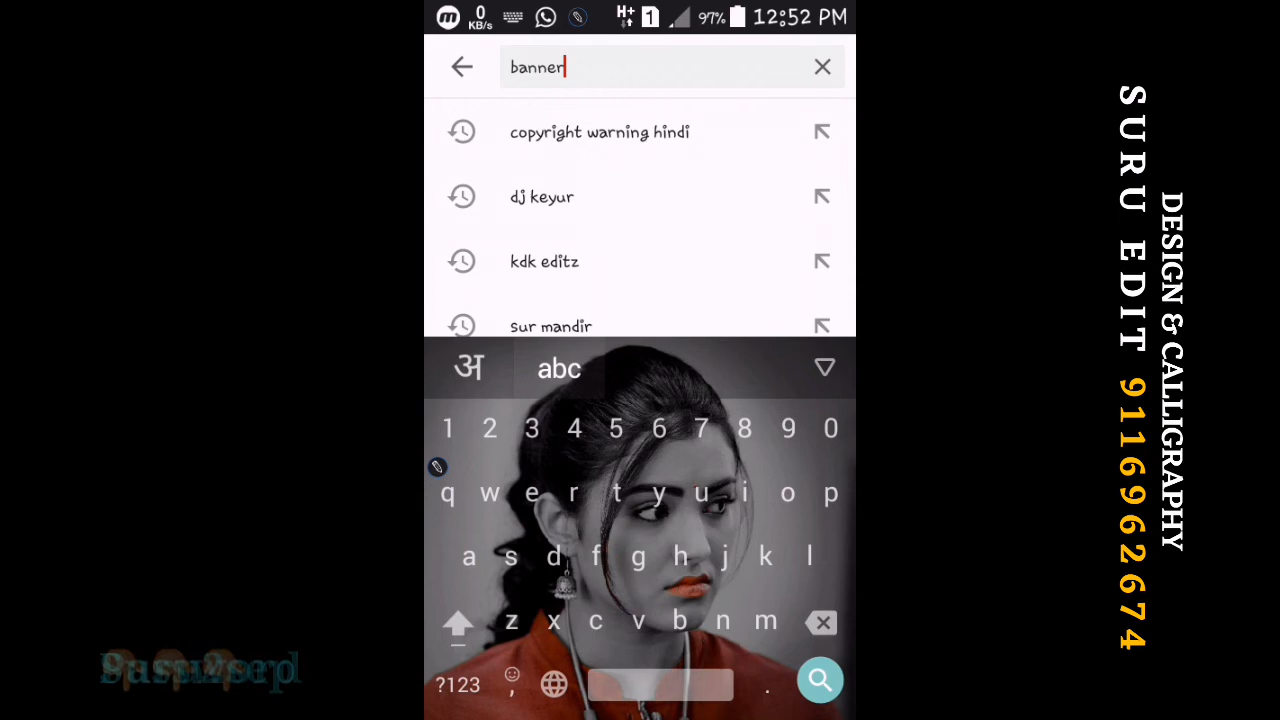 0
KB/s
H+
1
97%
12:52 PM
banner
copyright warning hindi
dj keyur
kdk editz
sur mandir
अ abc
1 2 3 4 5 6 7 8 9 0
q w e r t y u i o p
a s d f g h j k l
z x c v b n m
?123 , .
SURU EDIT 9116962674
DESIGN & CALLIGRAPHY